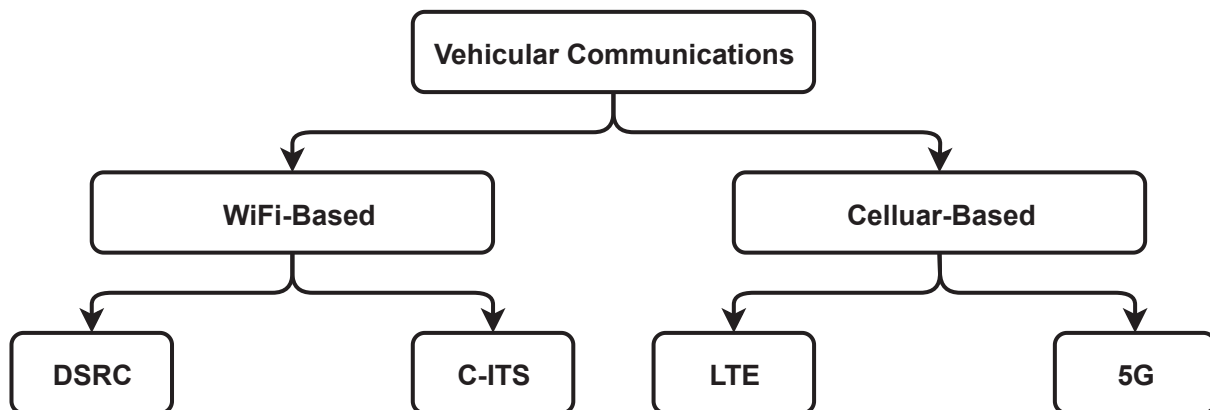 Vehicular Communications
WiFi-Based
Celluar-Based
DSRC
C-ITS
LTE
5G